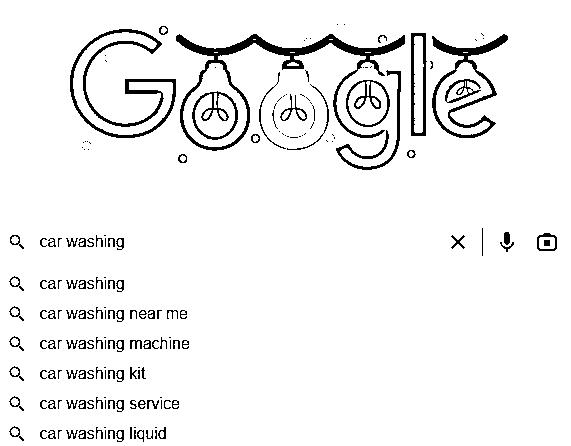 Google
car washing
car washing
car washing near me
car washing machine
car washing kit
car washing service
car washing liquid